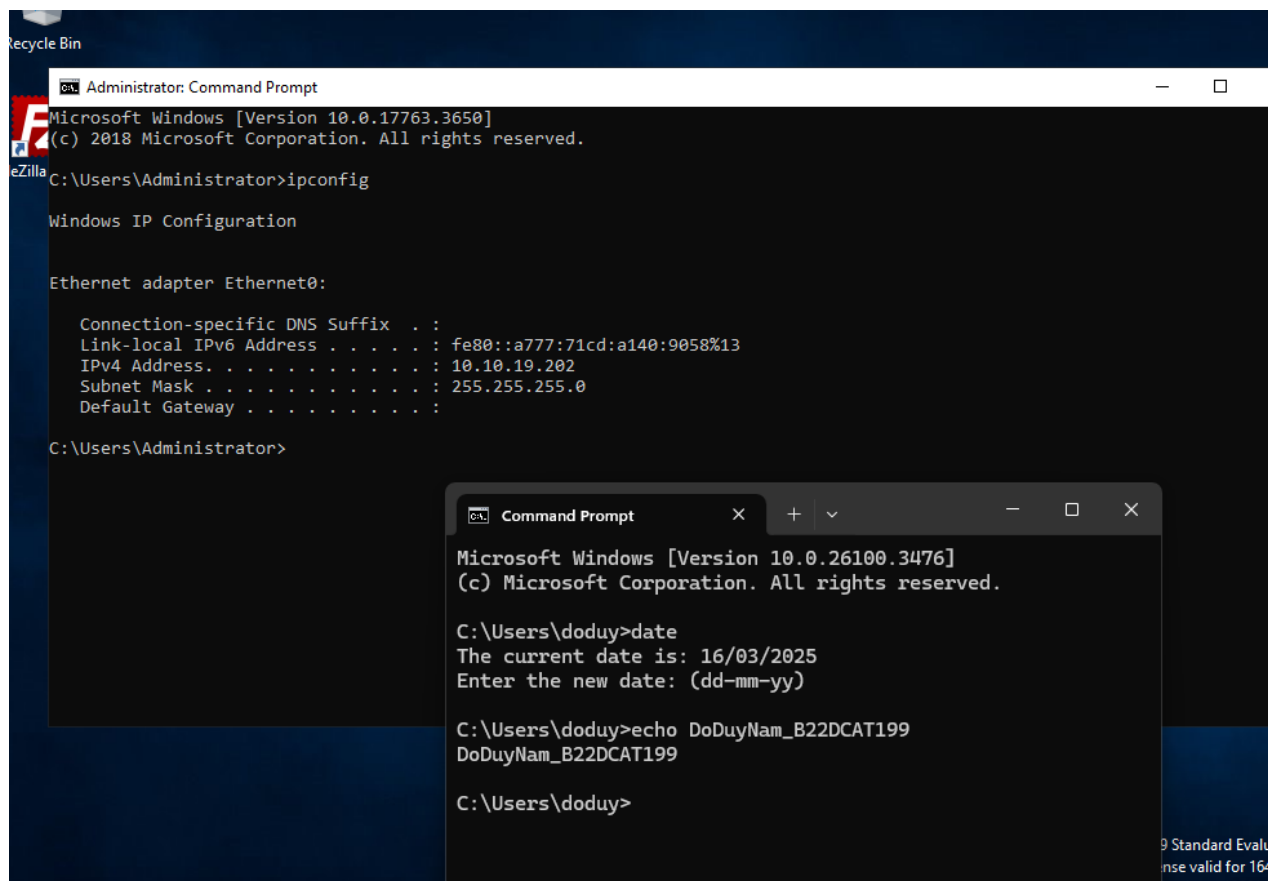 Recycle Bin
Administrator: Command Prompt
Microsoft Windows [Version 10.0.17763.3650]
(c) 2018 Microsoft Corporation. All rights reserved.
eZilla
C:\Users\Administrator>ipconfig
Windows IP Configuration
Ethernet adapter Ethernet0:
Connection-specific DNS Suffix . :
Link-local IPv6 Address . . . . . : fe80::a777:71cd:a140:9058%13
IPv4 Address. . . . . . . . . . . : 10.10.19.202
Subnet Mask . . . . . . . . . . . : 255.255.255.0
Default Gateway . . . . . . . . . :
C:\Users\Administrator>
Command Prompt
Microsoft Windows [Version 10.0.26100.3476]
(c) Microsoft Corporation. All rights reserved.
C:\Users\doduy>date
The current date is: 16/03/2025
Enter the new date: (dd-mm-yy)
C:\Users\doduy>echo DoDuyNam_B22DCAT199
DoDuyNam_B22DCAT199
C:\Users\doduy>
9 Standard Evalu
nse valid for 164